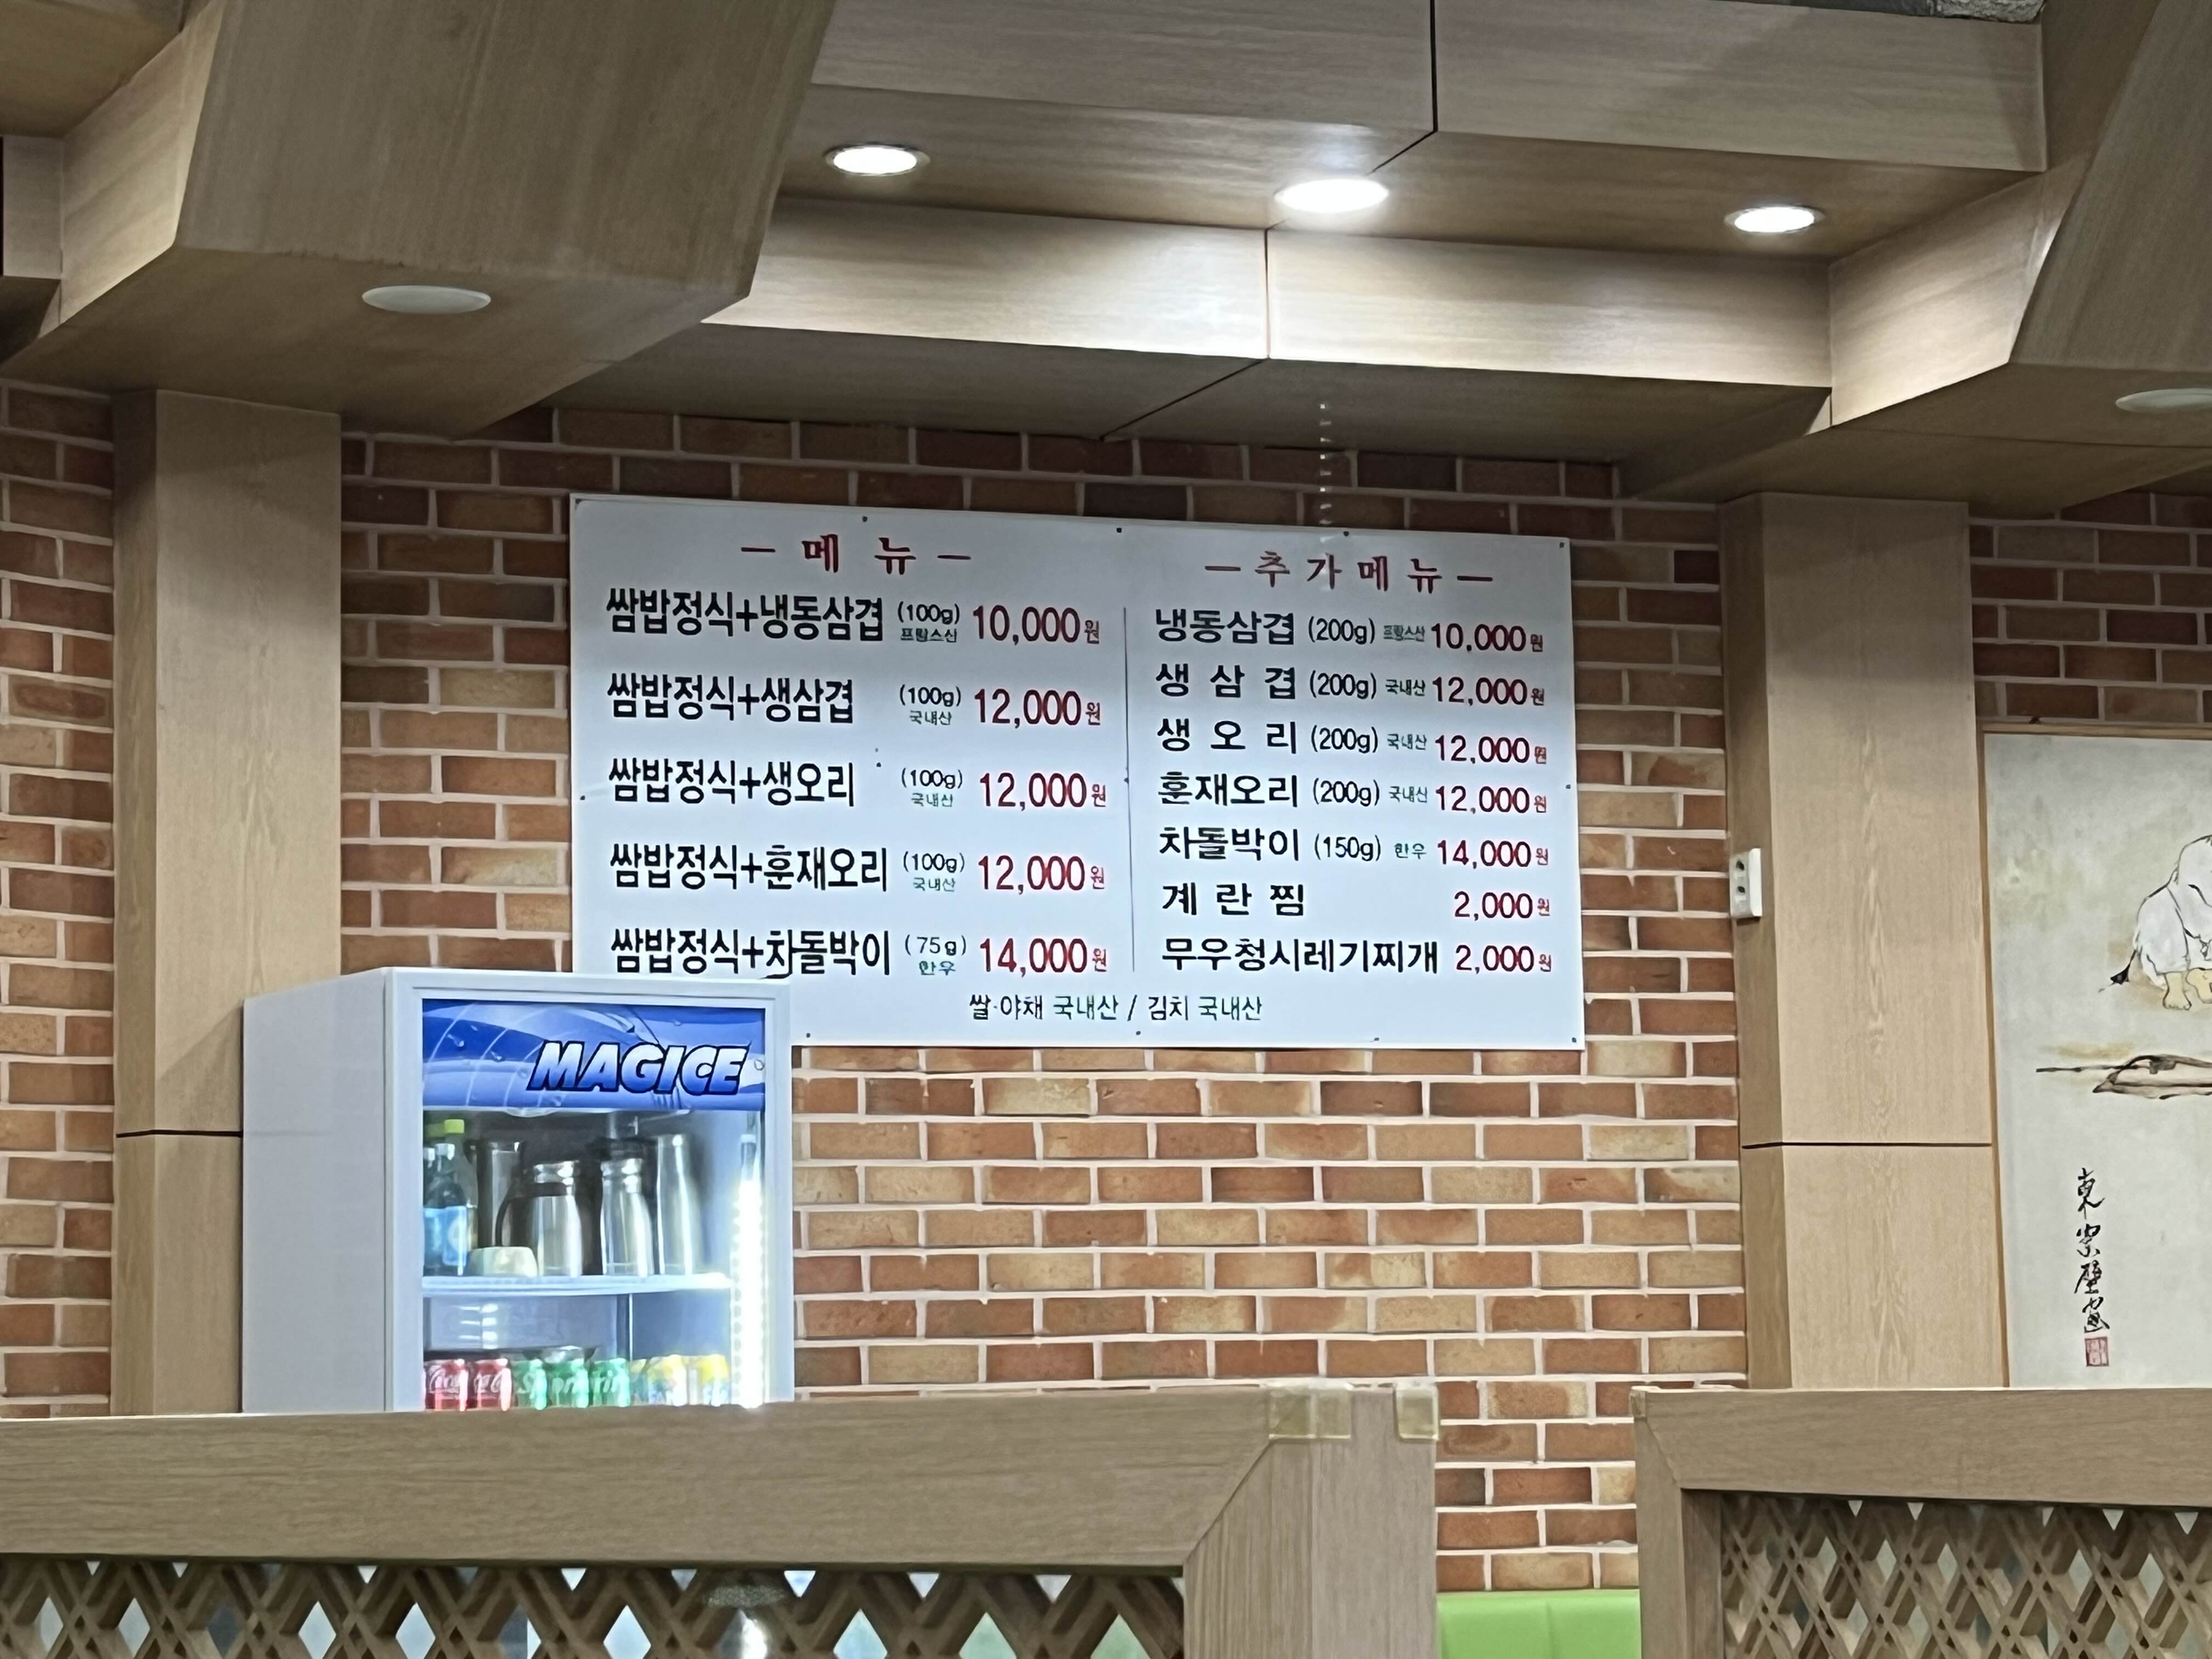 — 메 뉴 —
쌈밥정식+냉동삼겹 (100g) 프랑스산 10,000원
쌈밥정식+생삼겹 (100g) 국내산 12,000원
쌈밥정식+생오리 (100g) 국내산 12,000원
쌈밥정식+훈재오리 (100g) 국내산 12,000원
쌈밥정식+차돌박이 (75g) 한우 14,000원
— 추 가 메 뉴 —
냉동삼겹 (200g) 프랑스산 10,000원
생 삼 겹 (200g) 국내산 12,000원
생 오 리 (200g) 국내산 12,000원
훈재오리 (200g) 국내산 12,000원
차돌박이 (150g) 한우 14,000원
계 란 찜 2,000원
무우청시레기찌개 2,000원
쌀·야채 국내산 / 김치 국내산
MAGICE